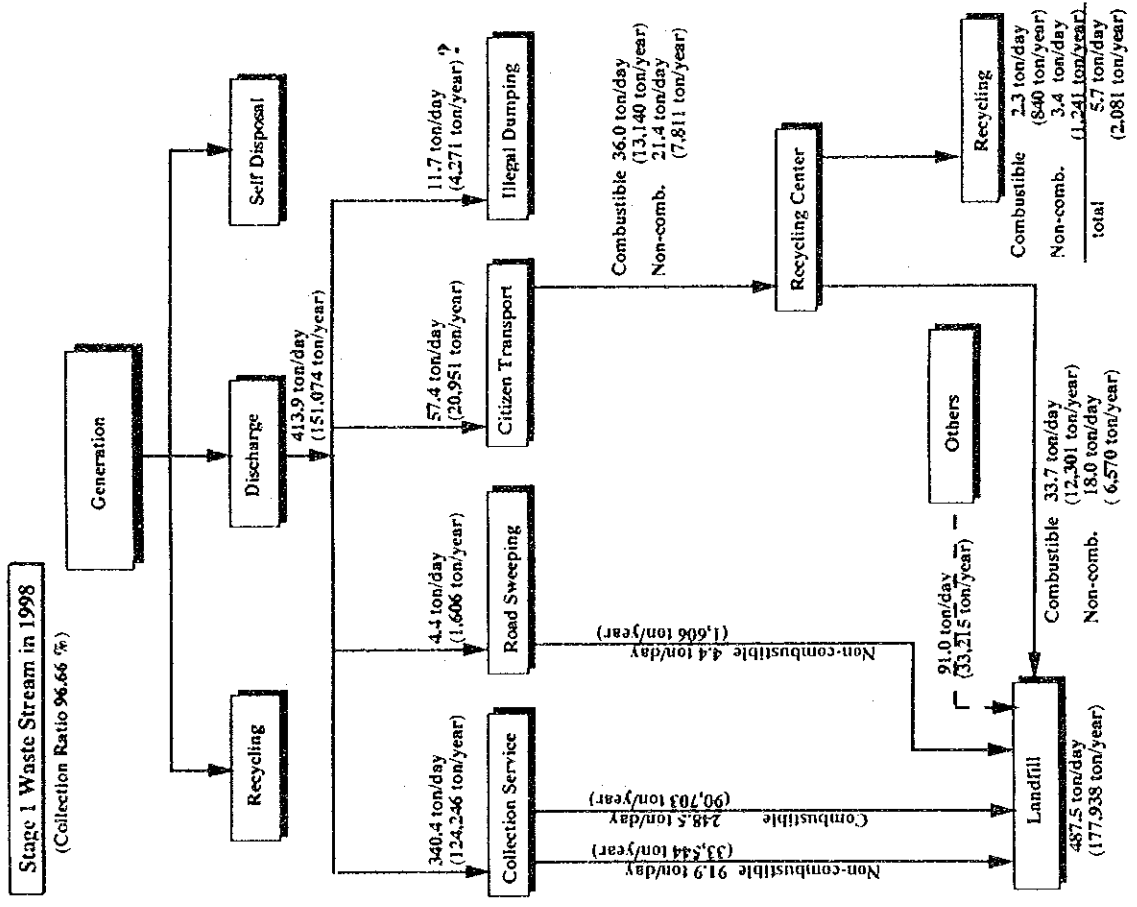 Stage 1 Waste Stream in 1998
(Collection Ratio 96.66 %)
Generation
Recycling
Discharge
Self Disposal
413.9 ton/day
(151,074 ton/year)
340.4 ton/day
(124,246 ton/year)
4.4 ton/day
(1,606 ton/year)
57.4 ton/day
(20,951 ton/year)
11.7 ton/day
(4,271 ton/year) ?
Collection Service
Road Sweeping
Citizen Transport
Illegal Dumping
Non-combustible 91.9 ton/day
(33,544 ton/year)
Combustible 248.5 ton/day
(90,703 ton/year)
Non-combustible 4.4 ton/day
(1,606 ton/year)
Combustible 36.0 ton/day
(13,140 ton/year)
Non-comb. 21.4 ton/day
(7,811 ton/year)
Recycling Center
Others
91.0 ton/day
(33,215 ton/year)
Recycling
Landfill
487.5 ton/day
(177,938 ton/year)
Combustible 33.7 ton/day
(12,301 ton/year)
Non-comb. 18.0 ton/day
( 6,570 ton/year)
Combustible 2.3 ton/day
(840 ton/year)
Non-comb. 3.4 ton/day
(1,241 ton/year)
total 5.7 ton/day
(2,081 ton/year)